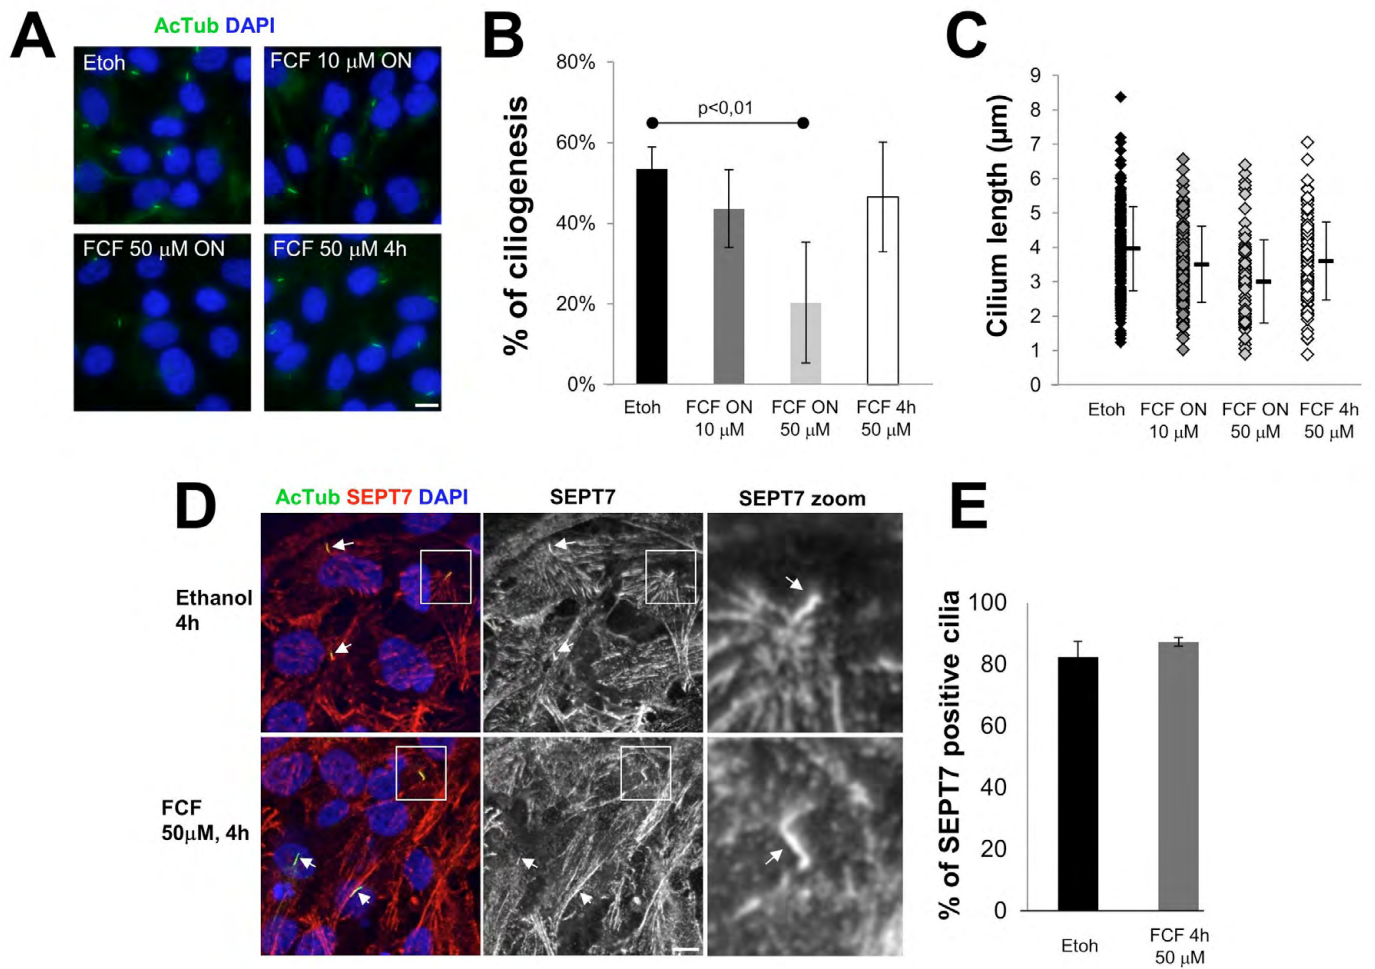 A
AcTub DAPI
Etoh
FCF 10 μM ON
FCF 50 μM ON
FCF 50 μM 4h
B
% of ciliogenesis
80%
60%
40%
20%
0%
p<0,01
Etoh
FCF ON
10 μM
FCF ON
50 μM
FCF 4h
50 μM
C
Cilium length (μm)
9
8
7
6
5
4
3
2
1
0
Etoh
FCF ON
10 μM
FCF ON
50 μM
FCF 4h
50 μM
D
AcTub SEPT7 DAPI
SEPT7
SEPT7 zoom
Ethanol
4h
FCF
50μM, 4h
E
% of SEPT7 positive cilia
100
80
60
40
20
0
Etoh
FCF 4h
50 μM